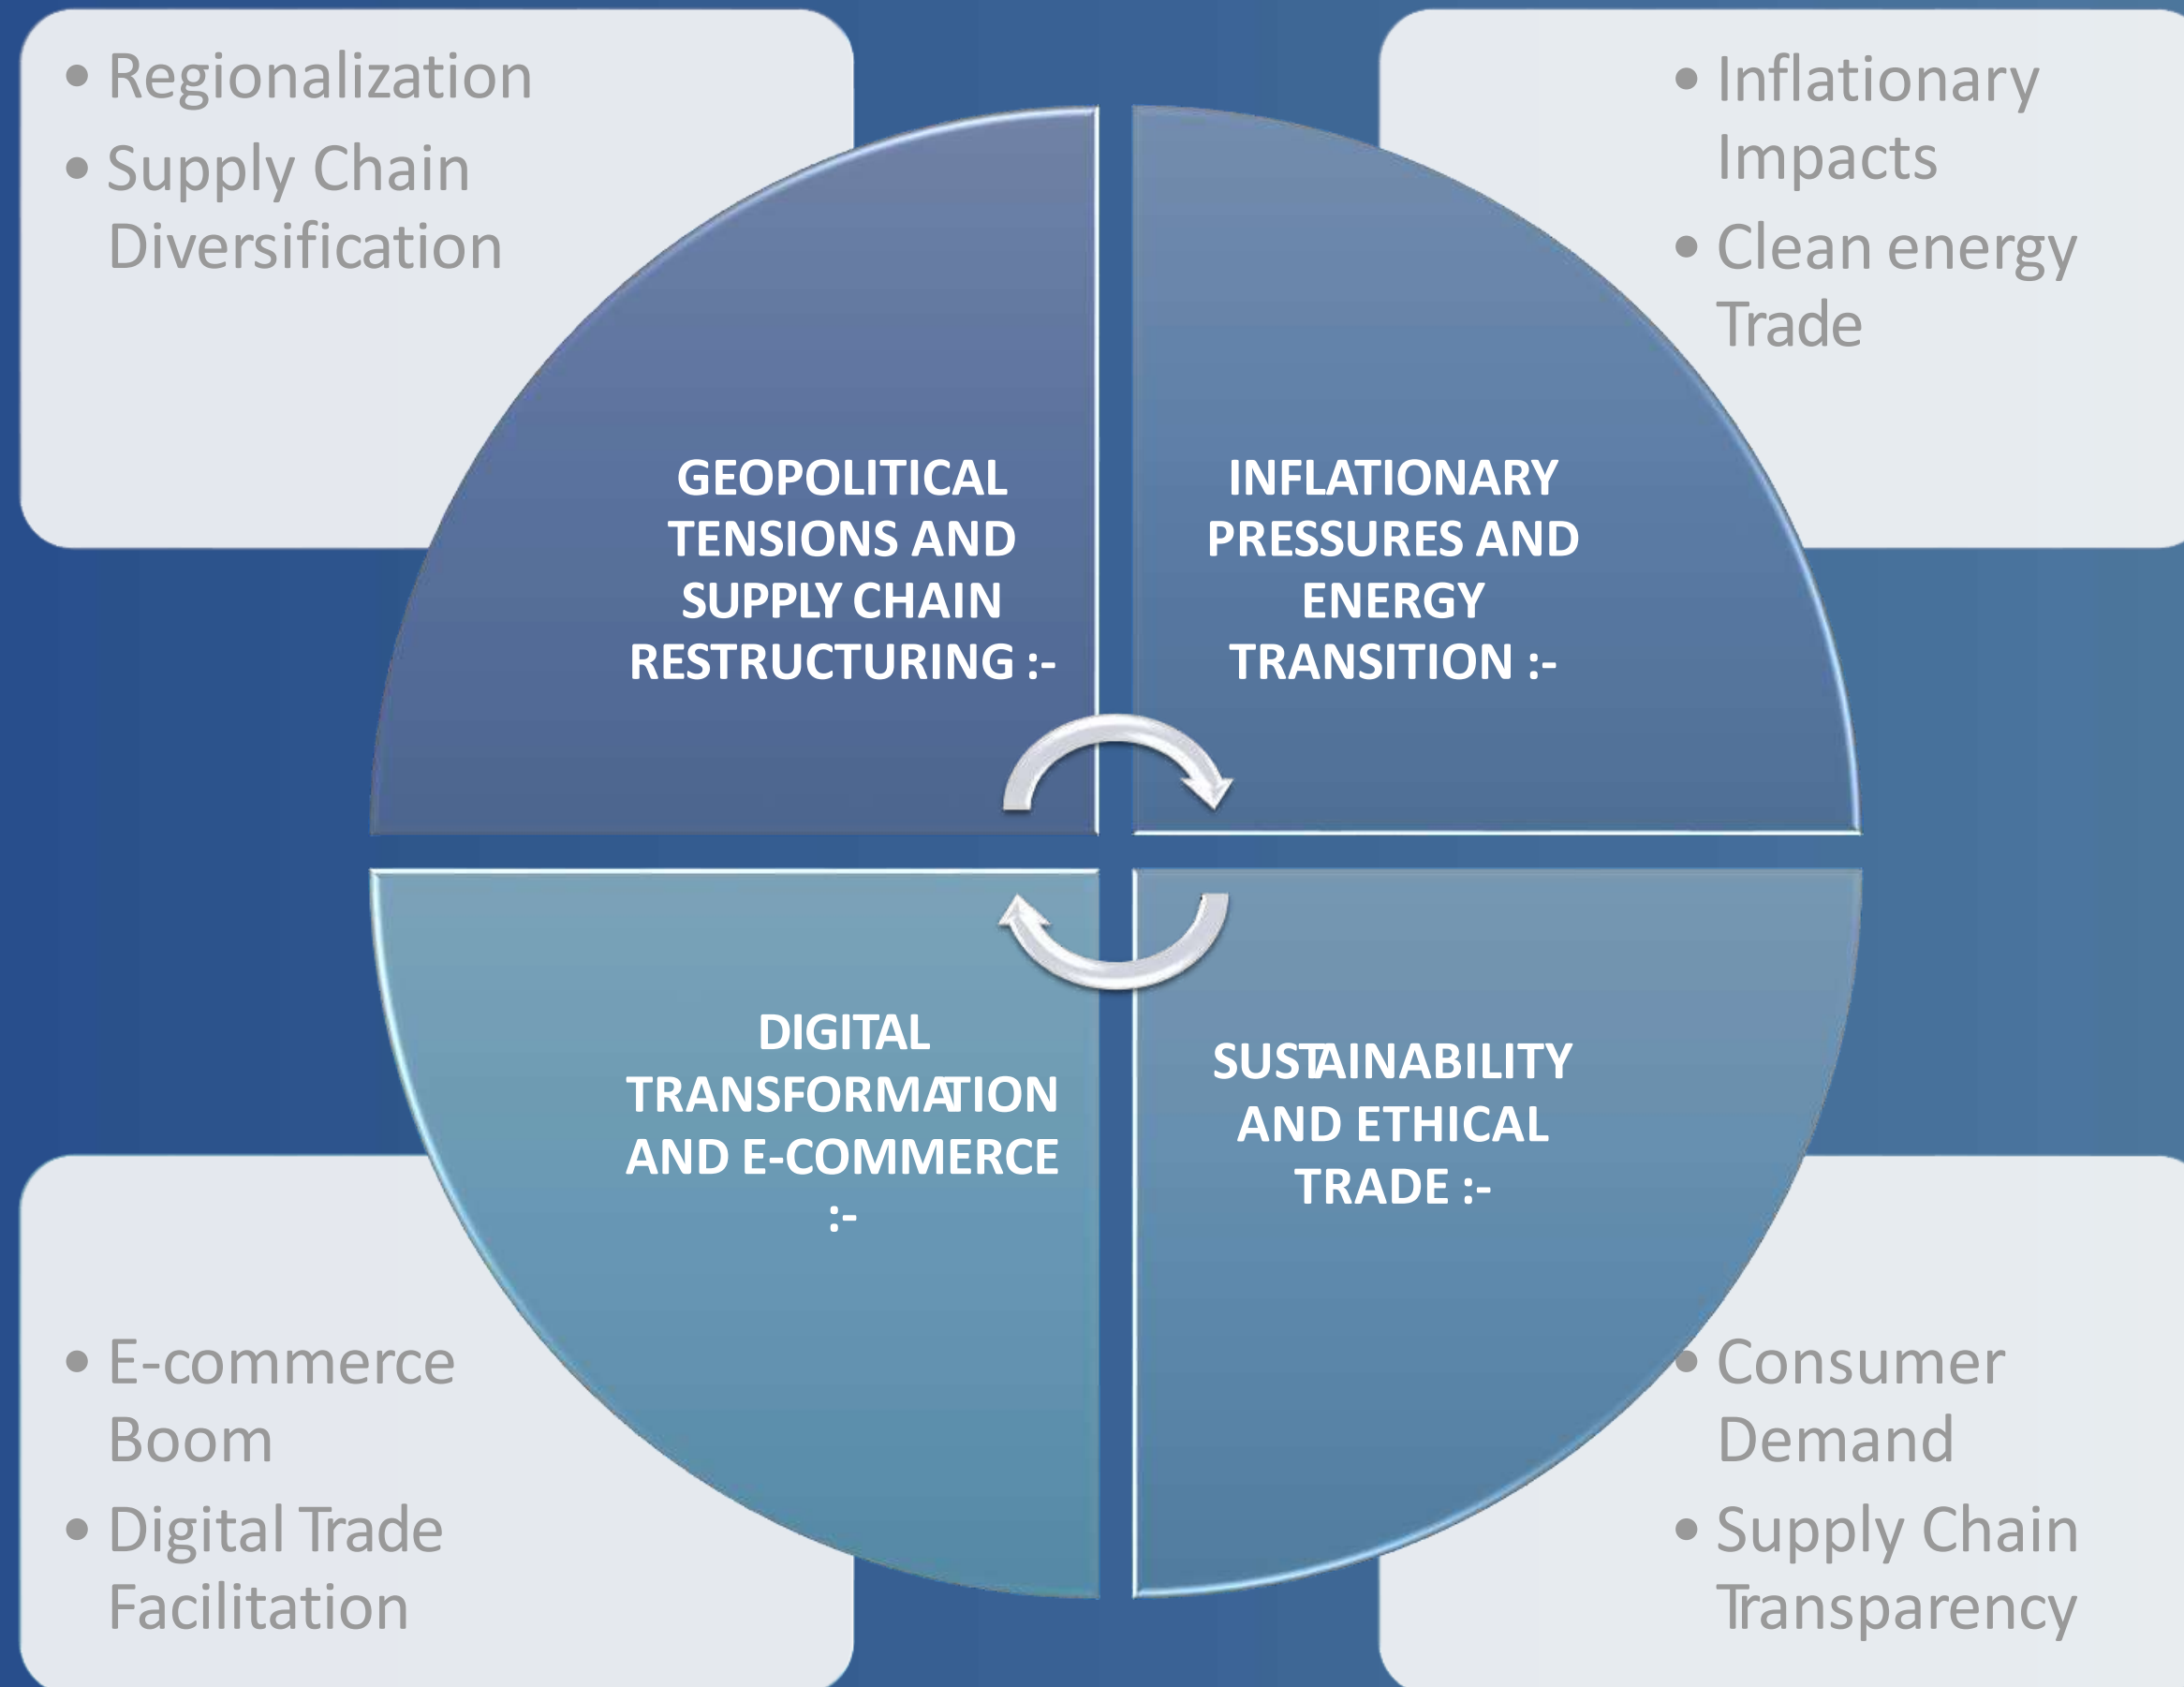 • Regionalization
• Supply Chain
Diversification
• Inflationary
Impacts
• Clean energy
Trade
GEOPOLITICAL
TENSIONS AND
SUPPLY CHAIN
RESTRUCTURING :-
INFLATIONARY
PRESSURES AND
ENERGY
TRANSITION :-
DIGITAL
TRANSFORMATION
AND E-COMMERCE
:-
SUSTAINABILITY
AND ETHICAL
TRADE :-
• E-commerce
Boom
• Digital Trade
Facilitation
• Consumer
Demand
• Supply Chain
Transparency